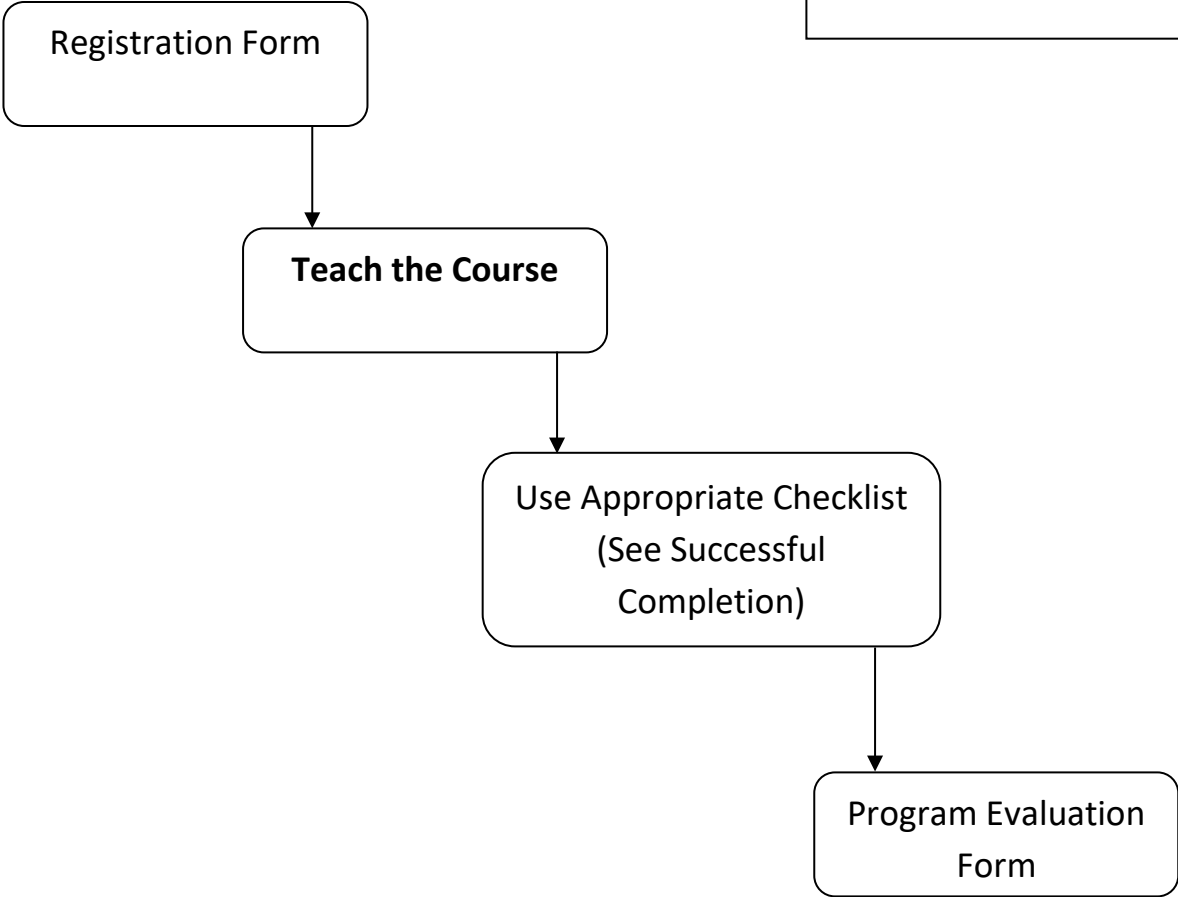 Registration Form
Teach the Course
Use Appropriate Checklist
(See Successful
Completion)
Program Evaluation
Form